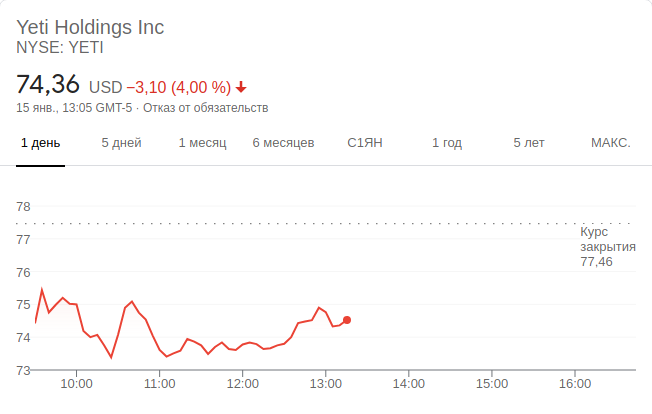 Yeti Holdings Inc
NYSE: YETI
74,36 USD −3,10 (4,00 %)
15 янв., 13:05 GMT-5 · Отказ от обязательств
1 день 5 дней 1 месяц 6 месяцев С1ЯН 1 год 5 лет МАКС.
78
77
76
75
74
73
Курс
закрытия
77,46
10:00 11:00 12:00 13:00 14:00 15:00 16:00